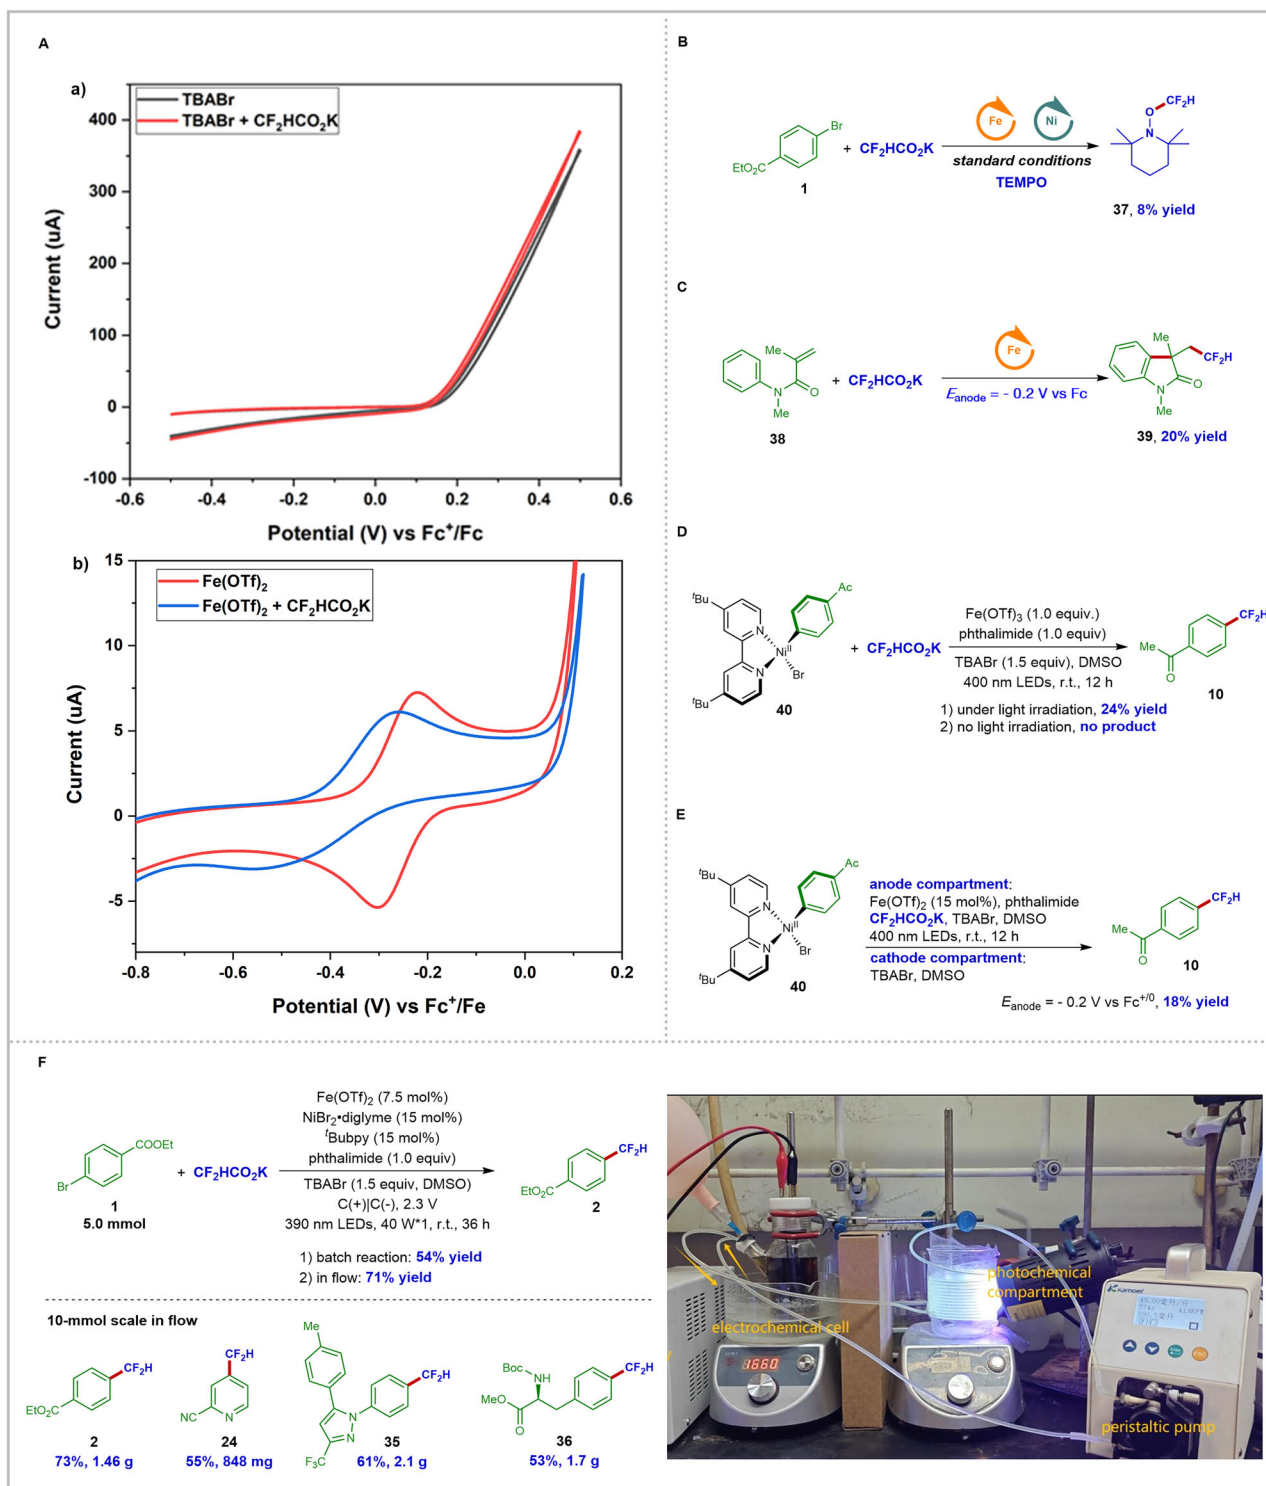 A
a)
TBABr
TBABr + CF₂HCO₂K
400
300
200
100
0
-100
Current (uA)
-0.6
-0.4
-0.2
0.0
0.2
0.4
0.6
Potential (V) vs Fc⁺/Fc
b)
Fe(OTf)₂
Fe(OTf)₂ + CF₂HCO₂K
15
10
5
0
-5
Current (uA)
-0.8
-0.6
-0.4
-0.2
0.0
0.2
Potential (V) vs Fc⁺/Fe
B
Br
EtO₂C
1
+ CF₂HCO₂K
Fe
Ni
standard conditions
TEMPO
CF₂H
O
N
37, 8% yield
C
Me
O
N
Me
38
+ CF₂HCO₂K
Fe
Eanode = - 0.2 V vs Fc
Me
CF₂H
O
N
Me
39, 20% yield
D
ᵗBu
Ac
N
Niᴵᴵ
N
Br
ᵗBu
40
+ CF₂HCO₂K
Fe(OTf)₃ (1.0 equiv.)
phthalimide (1.0 equiv)
TBABr (1.5 equiv), DMSO
400 nm LEDs, r.t., 12 h
1) under light irradiation, 24% yield
2) no light irradiation, no product
CF₂H
Me
O
10
E
ᵗBu
Ac
N
Niᴵᴵ
N
Br
ᵗBu
40
anode compartment:
Fe(OTf)₂ (15 mol%), phthalimide
CF₂HCO₂K, TBABr, DMSO
400 nm LEDs, r.t., 12 h
cathode compartment:
TBABr, DMSO
Eanode = - 0.2 V vs Fc⁺ᐟ⁰, 18% yield
CF₂H
Me
O
10
F
COOEt
Br
1
5.0 mmol
+ CF₂HCO₂K
Fe(OTf)₂ (7.5 mol%)
NiBr₂•diglyme (15 mol%)
ᵗBubpy (15 mol%)
phthalimide (1.0 equiv)
TBABr (1.5 equiv, DMSO)
C(+)|C(-), 2.3 V
390 nm LEDs, 40 W*1, r.t., 36 h
1) batch reaction: 54% yield
2) in flow: 71% yield
CF₂H
EtO₂C
2
10-mmol scale in flow
CF₂H
EtO₂C
2
73%, 1.46 g
CF₂H
NC
N
24
55%, 848 mg
Me
CF₂H
N
N
F₃C
35
61%, 2.1 g
CF₂H
Boc
NH
MeO
O
36
53%, 1.7 g
electrochemical cell
photochemical
compartment
peristaltic pump
Kamoer
1660